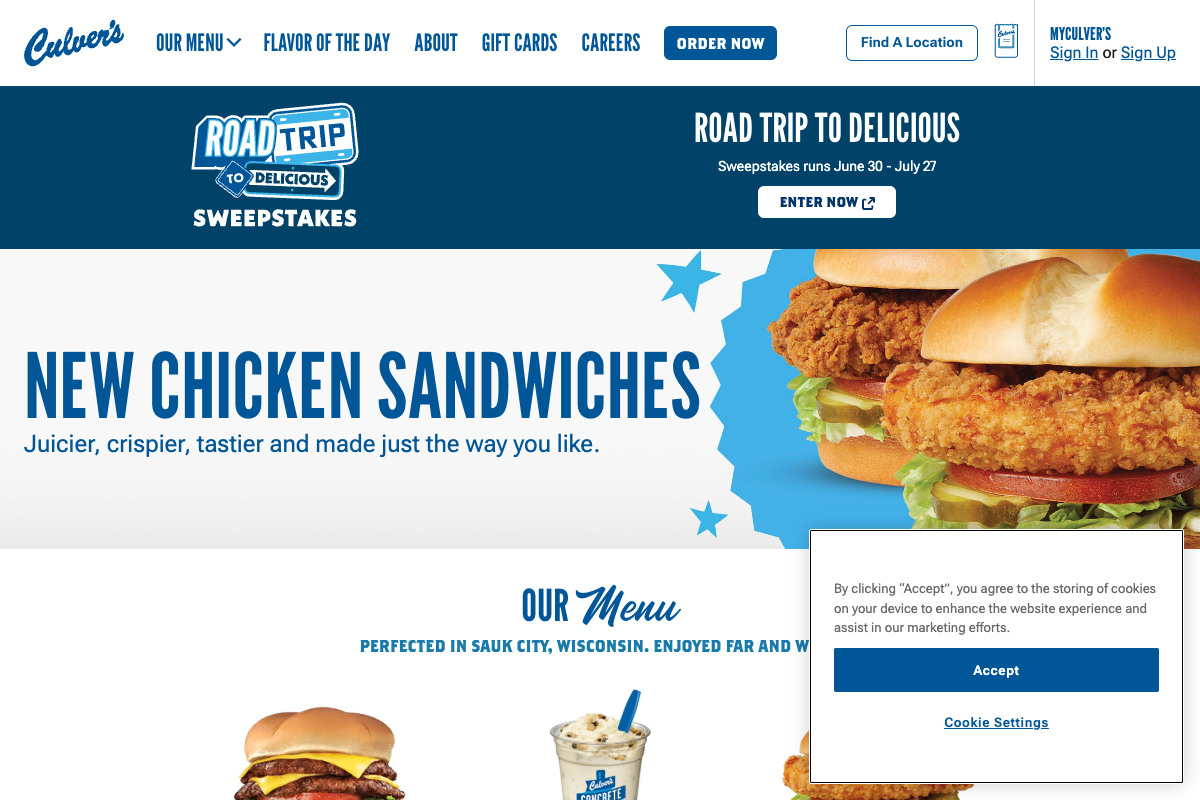 Culver's
OUR MENU
FLAVOR OF THE DAY
ABOUT
GIFT CARDS
CAREERS
ORDER NOW
Find A Location
MYCULVER'S
Sign In or Sign Up
ROAD TRIP
TO DELICIOUS
SWEEPSTAKES
ROAD TRIP TO DELICIOUS
Sweepstakes runs June 30 - July 27
ENTER NOW
NEW CHICKEN SANDWICHES
Juicier, crispier, tastier and made just the way you like.
OUR Menu
PERFECTED IN SAUK CITY, WISCONSIN. ENJOYED FAR AND W
Culver's
CONCRETE
By clicking “Accept”, you agree to the storing of cookies
on your device to enhance the website experience and
assist in our marketing efforts.
Accept
Cookie Settings